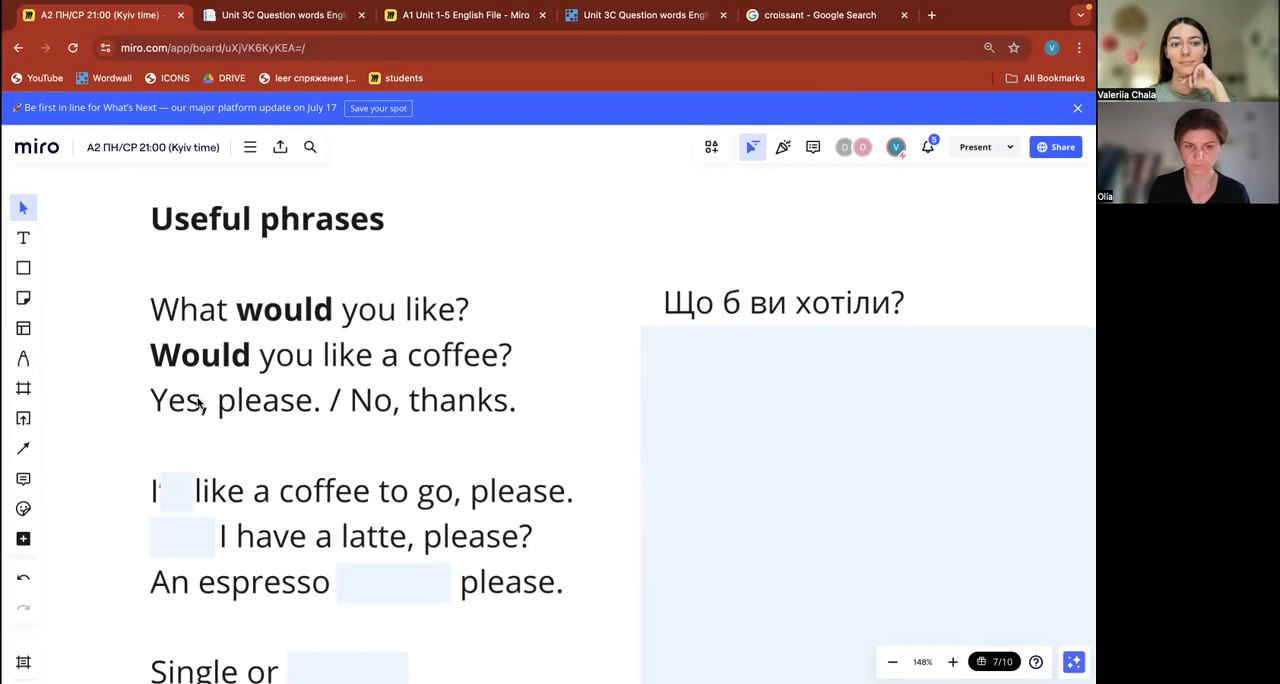 A2 ПН/СР 21:00 (Kyiv time) -
Unit 3C Question words Engl
A1 Unit 1-5 English File - Miro
Unit 3C Question words Engl
croissant - Google Search
miro.com/app/board/uXjVK6KyKEA=/
V
YouTube
Wordwall
ICONS
DRIVE
leer спряжение |...
students
All Bookmarks
Be first in line for What's Next — our major platform update on July 17
Save your spot
miro
A2 ПН/СР 21:00 (Kyiv time)
O
O
V
5
Present
Share
Useful phrases
What would you like?
Що б ви хотіли?
Would you like a coffee?
Yes, please. / No, thanks.
I' like a coffee to go, please.
I have a latte, please?
An espresso please.
Single or
148%
7/10
Valeriia Chala
Olia